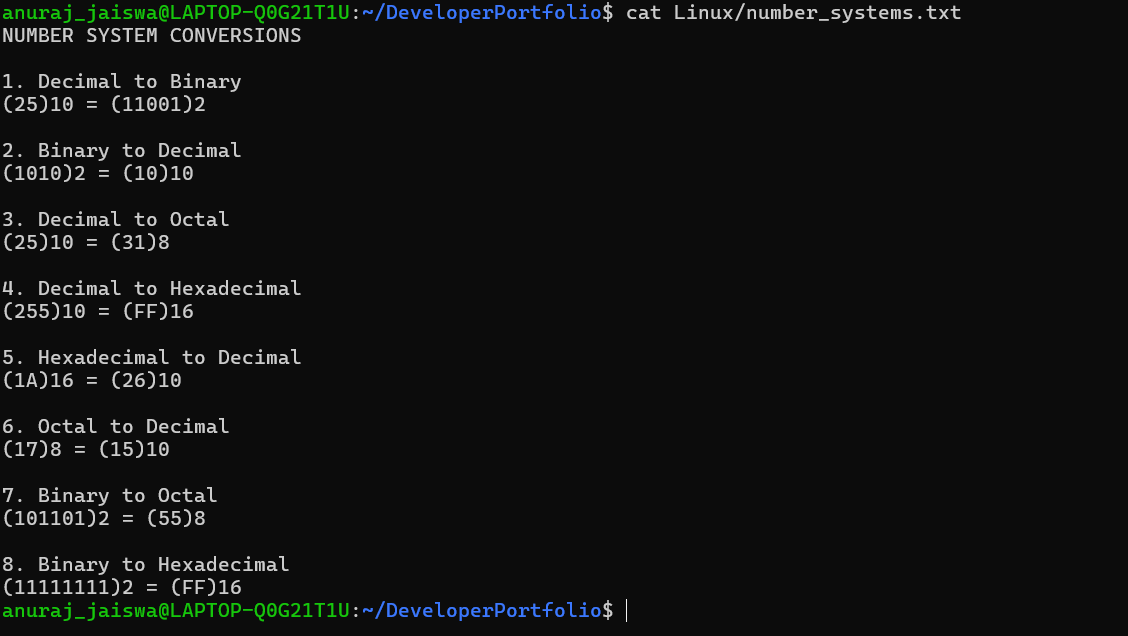 anuraj_jaiswa@LAPTOP-Q0G21T1U:~/DeveloperPortfolio$ cat Linux/number_systems.txt
NUMBER SYSTEM CONVERSIONS
1. Decimal to Binary
(25)10 = (11001)2
2. Binary to Decimal
(1010)2 = (10)10
3. Decimal to Octal
(25)10 = (31)8
4. Decimal to Hexadecimal
(255)10 = (FF)16
5. Hexadecimal to Decimal
(1A)16 = (26)10
6. Octal to Decimal
(17)8 = (15)10
7. Binary to Octal
(101101)2 = (55)8
8. Binary to Hexadecimal
(11111111)2 = (FF)16
anuraj_jaiswa@LAPTOP-Q0G21T1U:~/DeveloperPortfolio$